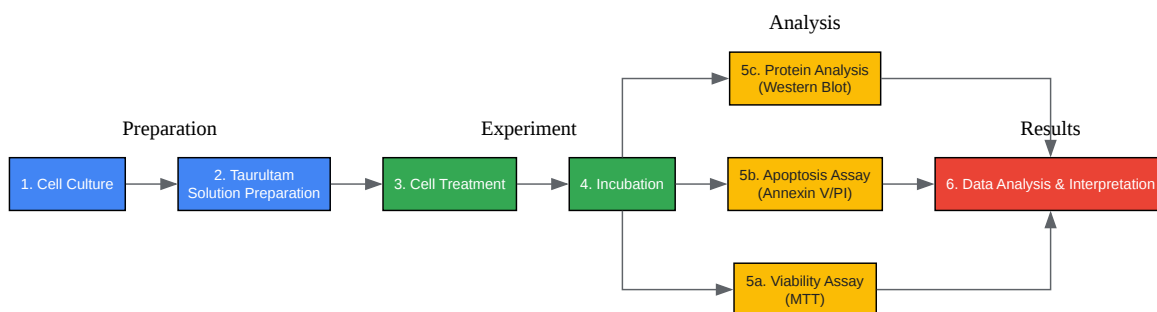 Analysis
5c. Protein Analysis
(Western Blot)
Preparation
Experiment
Results
1. Cell Culture
2. Taurultam
Solution Preparation
3. Cell Treatment
4. Incubation
5b. Apoptosis Assay
(Annexin V/PI)
6. Data Analysis & Interpretation
5a. Viability Assay
(MTT)